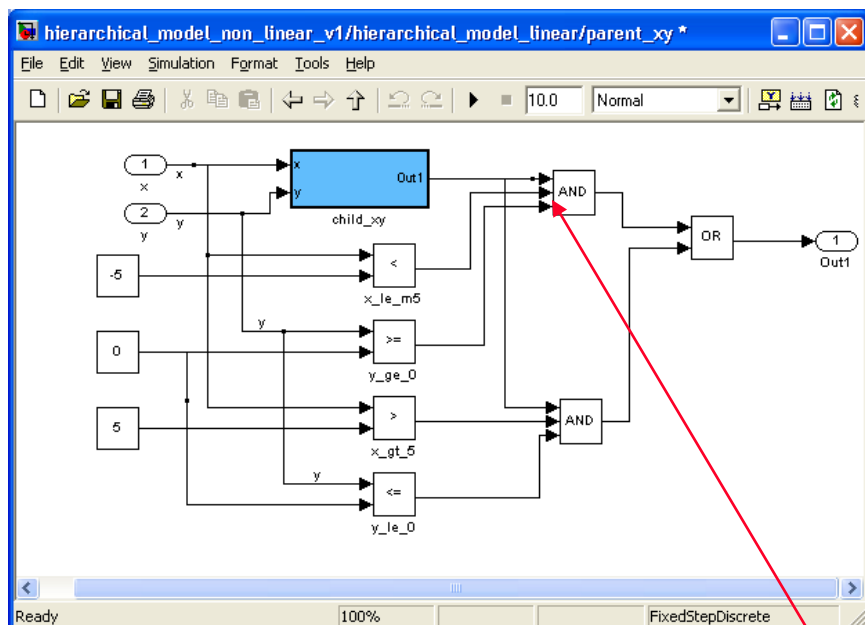 hierarchical_model_non_linear_v1/hierarchical_model_linear/parent_xy *
File Edit View Simulation Format Tools Help
10.0 Normal
1
x
x
2
y
y
x
y
Out1
child_xy
AND
OR
1
Out1
-5
<
x_le_m5
y
0
>=
y_ge_0
5
>
x_gt_5
AND
y
<=
y_le_0
Ready 100% FixedStepDiscrete